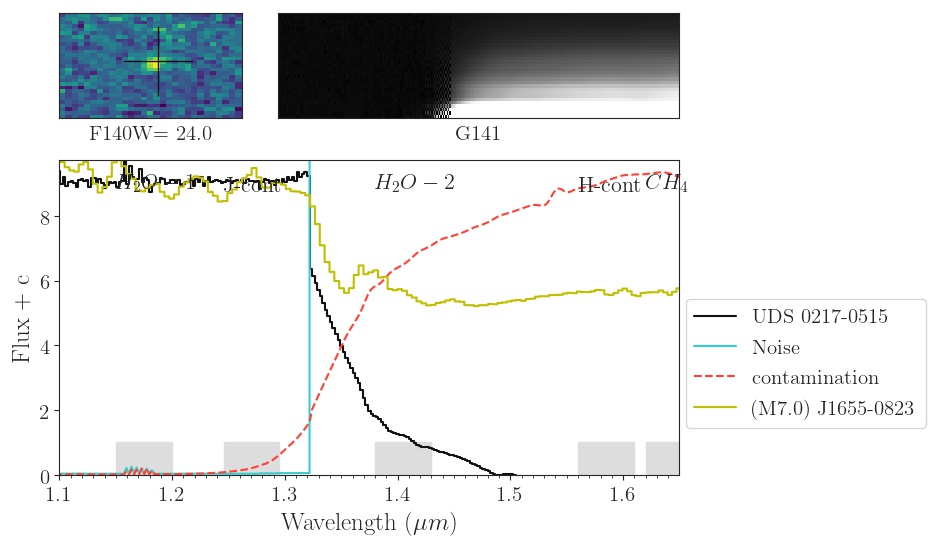 F140W= 24.0
G141
H₂O − 1
J-cont
H₂O − 2
H-cont
CH₄
Flux + c
8
6
4
2
0
1.1
1.2
1.3
1.4
1.5
1.6
Wavelength (μm)
UDS 0217-0515
Noise
contamination
(M7.0) J1655-0823